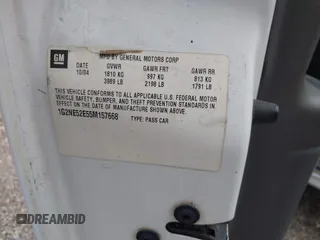 GM
MFD BY GENERAL MOTORS CORP
DATE GVWR GAWR FRT GAWR RR
10/04 1810 KG 997 KG 813 KG
3989 LB 2198 LB 1791 LB
THIS VEHICLE CONFORMS TO ALL APPLICABLE U.S. FEDERAL MOTOR
VEHICLE SAFETY, BUMPER, AND THEFT PREVENTION STANDARDS IN
EFFECT ON THE DATE OF MANUFACTURE SHOWN ABOVE.
1G2NE52E55M157668
TYPE: PASS CAR
DREAMBID